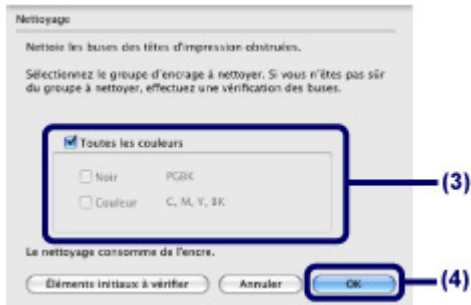 Nettoyage
Nettoie les buses des têtes d'impression obstruées.
Sélectionnez le groupe d'encrage à nettoyer. Si vous n'êtes pas sûr
du groupe à nettoyer, effectuez une vérification des buses.
Toutes les couleurs
Noir PGBK
Couleur C, M, Y, BK
(3)
Le nettoyage consomme de l'encre.
Éléments initiaux à vérifier Annuler OK (4)